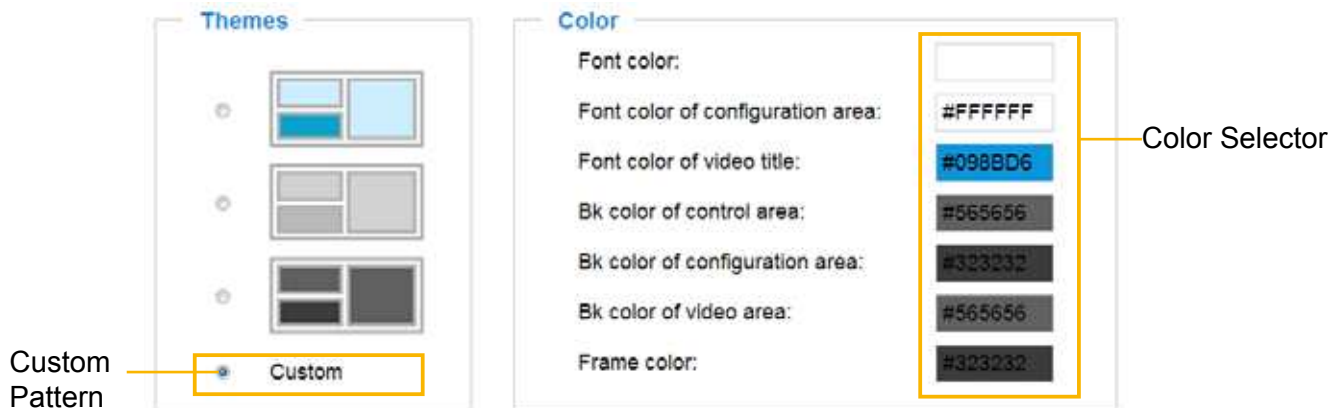 Themes
Custom
Color
Font color:
Font color of configuration area: #FFFFFF
Font color of video title: #098BD6
Bk color of control area: #565656
Bk color of configuration area: #323232
Bk color of video area: #565656
Frame color: #323232
Color Selector
Custom
Pattern